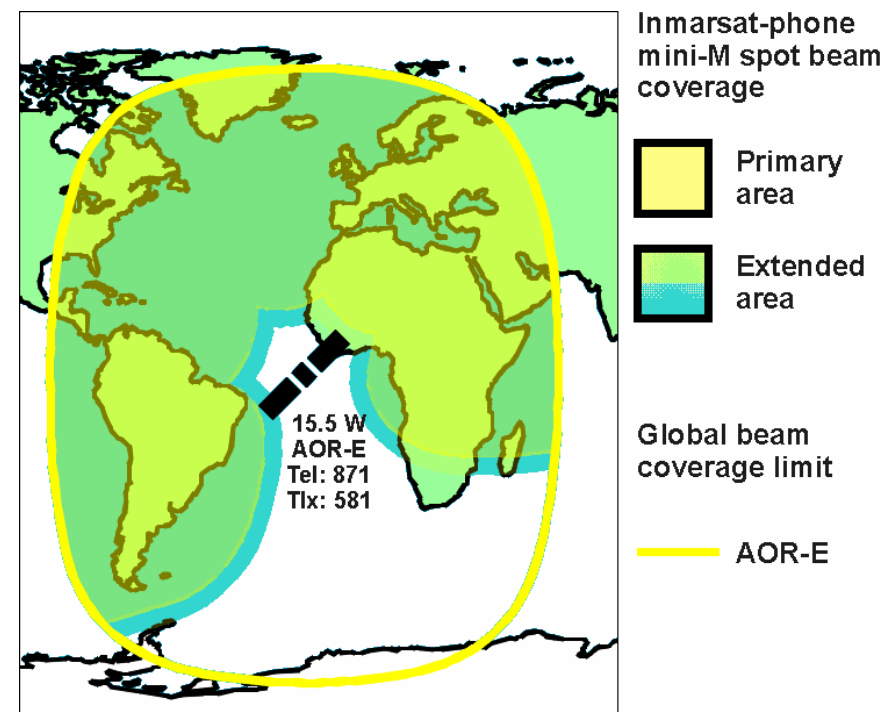 Inmarsat-phone
mini-M spot beam
coverage
Primary
area
Extended
area
15.5 W
AOR-E
Tel: 871
Tlx: 581
Global beam
coverage limit
AOR-E